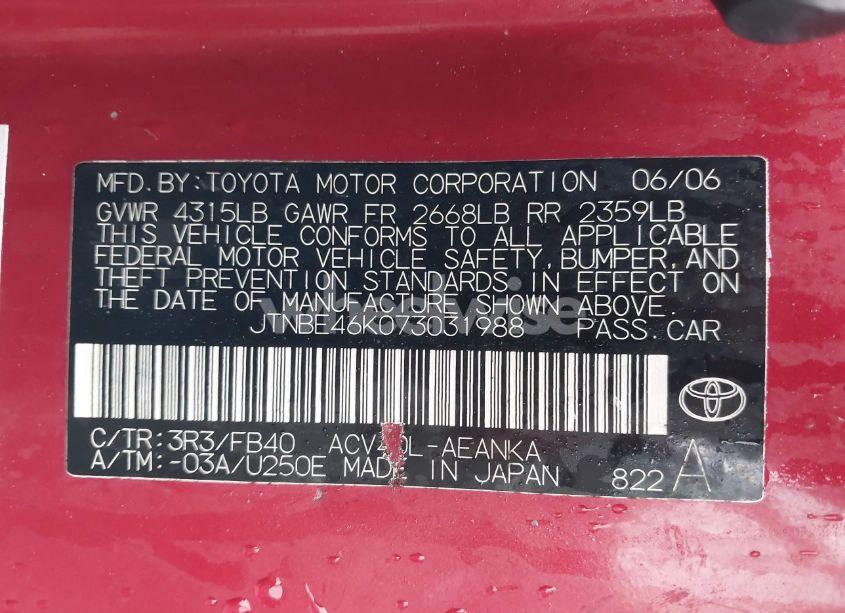 MFD. BY: TOYOTA MOTOR CORPORATION 06/06
GVWR 4315LB GAWR FR 2668LB RR 2359LB
THIS VEHICLE CONFORMS TO ALL APPLICABLE
FEDERAL MOTOR VEHICLE SAFETY, BUMPER, AND
THEFT PREVENTION STANDARDS IN EFFECT ON
THE DATE OF MANUFACTURE SHOWN ABOVE.
JTNBE46K073031988 PASS. CAR
C/TR: 3R3/FB40 ACV40L-AEANKA
A/TM: -03A/U250E MADE IN JAPAN
822 A